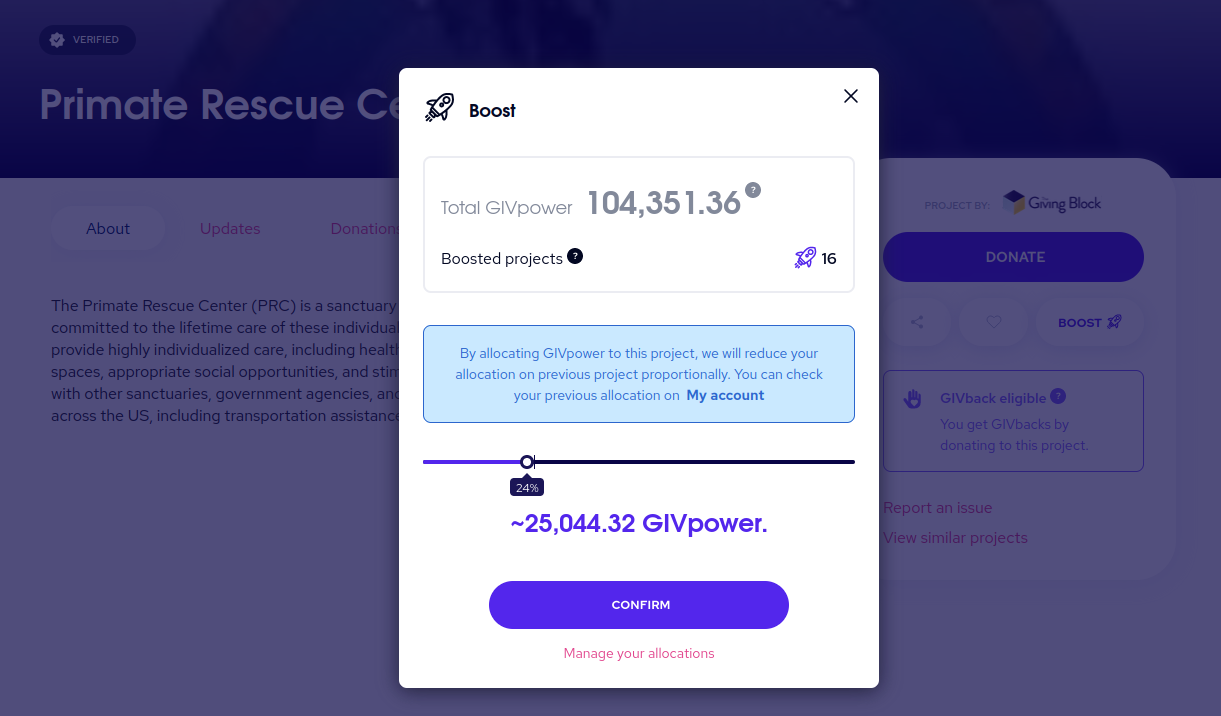 VERIFIED
Primate Rescue Ce
Boost
Total GIVpower 104,351.36 ?
Boosted projects ? 16
By allocating GIVpower to this project, we will reduce your
allocation on previous project proportionally. You can check
your previous allocation on My account
24%
~25,044.32 GIVpower.
CONFIRM
Manage your allocations
About Updates Donations
The Primate Rescue Center (PRC) is a sanctuary
committed to the lifetime care of these individual
provide highly individualized care, including health
spaces, appropriate social opportunities, and stim
with other sanctuaries, government agencies, and
across the US, including transportation assistance
PROJECT BY: The Giving Block
DONATE
BOOST
GIVback eligible ?
You get GIVbacks by
donating to this project.
Report an issue
View similar projects